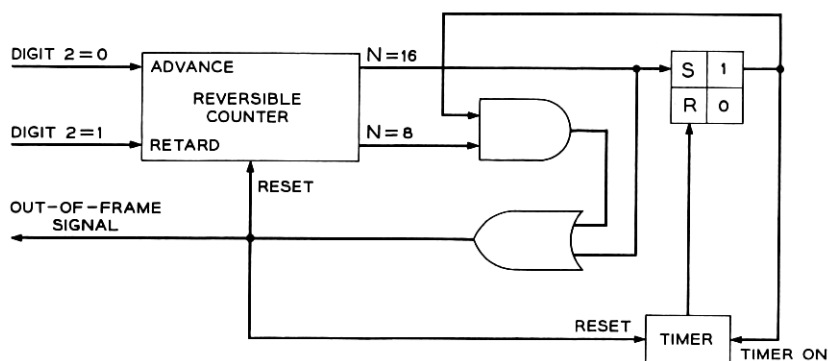 DIGIT 2=0
ADVANCE
N=16
S
1
REVERSIBLE
COUNTER
R
0
DIGIT 2=1
RETARD
N=8
RESET
OUT-OF-FRAME
SIGNAL
RESET
TIMER
TIMER ON